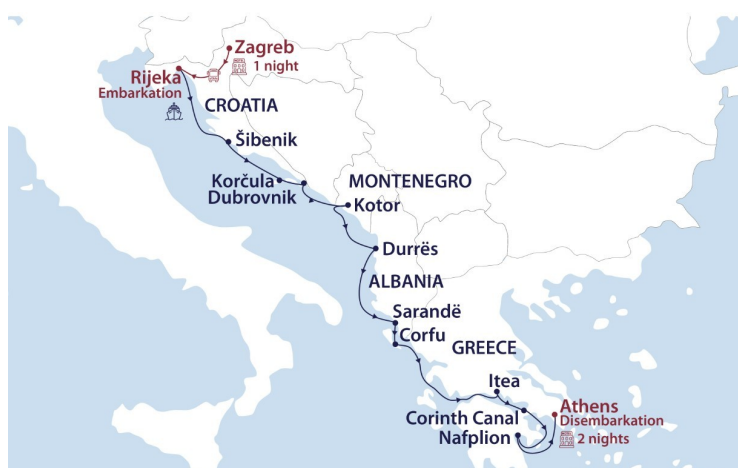 Zagreb
1 night
Rijeka
Embarkation
CROATIA
Šibenik
Korčula
Dubrovnik
MONTENEGRO
Kotor
Durrës
ALBANIA
Sarandë
Corfu
GREECE
Itea
Corinth Canal
Nafplion
Athens
Disembarkation
2 nights